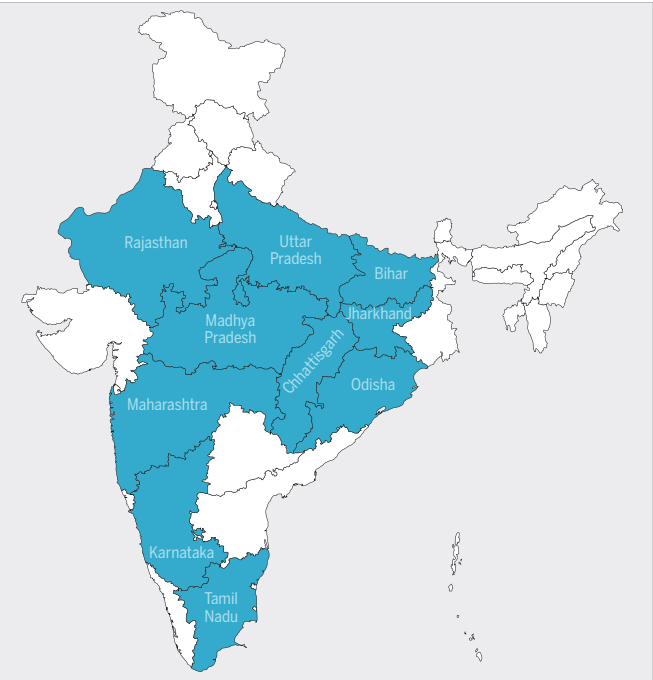 Rajasthan
Uttar
Pradesh
Bihar
Jharkhand
Madhya
Pradesh
Chhattisgarh
Odisha
Maharashtra
Karnataka
Tamil
Nadu